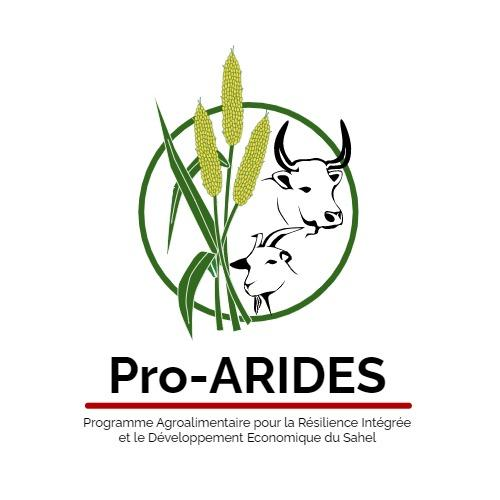 Pro-ARIDES
Programme Agroalimentaire pour la Résilience Intégrée
et le Développement Economique du Sahel